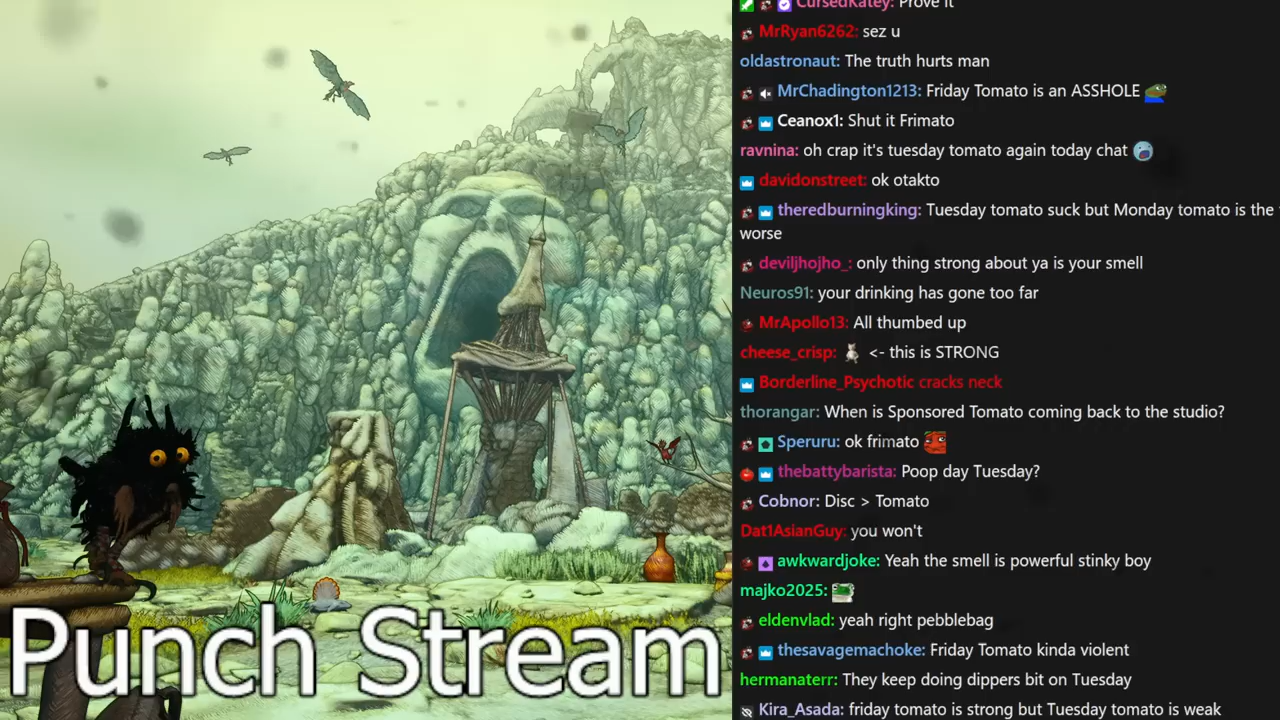 CursedKatey: Prove it
MrRyan6262: sez u
oldastronaut: The truth hurts man
MrChadington1213: Friday Tomato is an ASSHOLE
Ceanox1: Shut it Frimato
ravnina: oh crap it's tuesday tomato again today chat
davidonstreet: ok otakto
theredburningking: Tuesday tomato suck but Monday tomato is the
worse
deviljhojho_: only thing strong about ya is your smell
Neuros91: your drinking has gone too far
MrApollo13: All thumbed up
cheese_crisp: <- this is STRONG
Borderline_Psychotic cracks neck
thorangar: When is Sponsored Tomato coming back to the studio?
Speruru: ok frimato
thebattybarista: Poop day Tuesday?
Cobnor: Disc > Tomato
Dat1AsianGuy: you won't
awkwardjoke: Yeah the smell is powerful stinky boy
majko2025:
eldenvlad: yeah right pebblebag
thesavagemachoke: Friday Tomato kinda violent
hermanaterr: They keep doing dippers bit on Tuesday
Kira_Asada: friday tomato is strong but Tuesday tomato is weak
Punch Stream